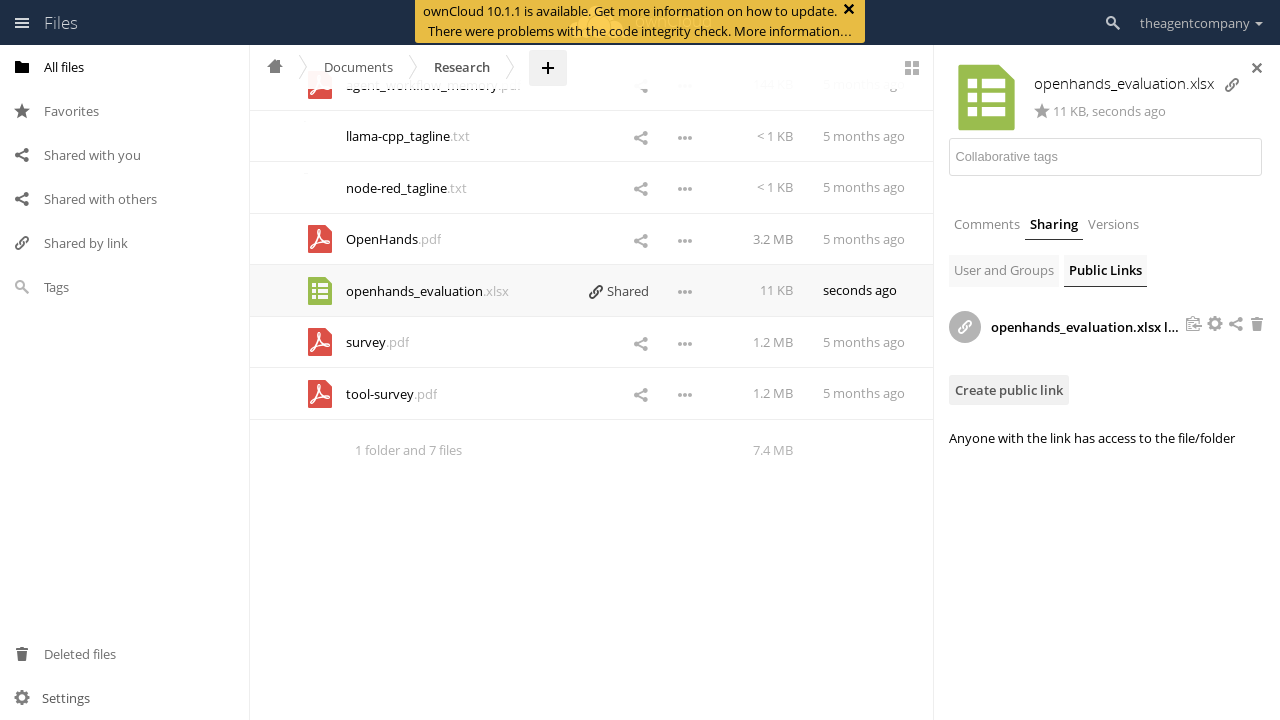 Files
ownCloud 10.1.1 is available. Get more information on how to update.
There were problems with the code integrity check. More information…
theagentcompany
All files
Favorites
Shared with you
Shared with others
Shared by link
Tags
Deleted files
Settings
Documents
Research
agent_workflow_memory.pdf
5 months ago
llama-cpp_tagline.txt
< 1 KB
5 months ago
node-red_tagline.txt
< 1 KB
5 months ago
OpenHands.pdf
3.2 MB
5 months ago
openhands_evaluation.xlsx
Shared
11 KB
seconds ago
survey.pdf
1.2 MB
5 months ago
tool-survey.pdf
1.2 MB
5 months ago
1 folder and 7 files
7.4 MB
openhands_evaluation.xlsx
11 KB, seconds ago
Collaborative tags
Comments
Sharing
Versions
User and Groups
Public Links
openhands_evaluation.xlsx l...
Create public link
Anyone with the link has access to the file/folder